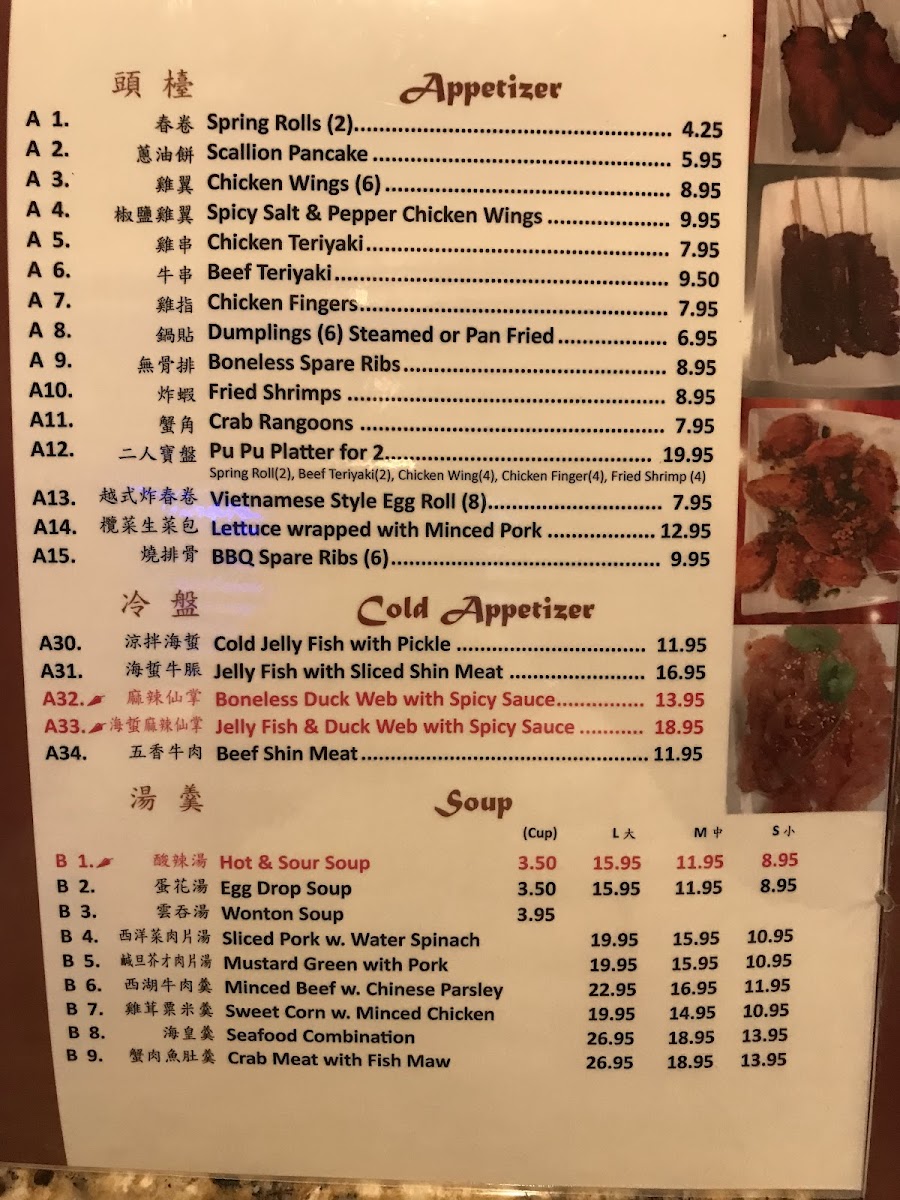 頭檯 Appetizer
A 1. 春卷 Spring Rolls (2) 4.25
A 2. 蔥油餅 Scallion Pancake 5.95
A 3. 雞翼 Chicken Wings (6) 8.95
A 4. 椒鹽雞翼 Spicy Salt & Pepper Chicken Wings 9.95
A 5. 雞串 Chicken Teriyaki 7.95
A 6. 牛串 Beef Teriyaki 9.50
A 7. 雞指 Chicken Fingers 7.95
A 8. 鍋貼 Dumplings (6) Steamed or Pan Fried 6.95
A 9. 無骨排 Boneless Spare Ribs 8.95
A10. 炸蝦 Fried Shrimps 8.95
A11. 蟹角 Crab Rangoons 7.95
A12. 二人寶盤 Pu Pu Platter for 2 19.95
Spring Roll(2), Beef Teriyaki(2), Chicken Wing(4), Chicken Finger(4), Fried Shrimp (4)
A13. 越式炸春卷 Vietnamese Style Egg Roll (8) 7.95
A14. 欖菜生菜包 Lettuce wrapped with Minced Pork 12.95
A15. 燒排骨 BBQ Spare Ribs (6) 9.95
冷盤 Cold Appetizer
A30. 涼拌海蜇 Cold Jelly Fish with Pickle 11.95
A31. 海蜇牛𦟌 Jelly Fish with Sliced Shin Meat 16.95
A32. 麻辣仙掌 Boneless Duck Web with Spicy Sauce 13.95
A33. 海蜇麻辣仙掌 Jelly Fish & Duck Web with Spicy Sauce 18.95
A34. 五香牛肉 Beef Shin Meat 11.95
湯羹 Soup
(Cup) L 大 M 中 S 小
B 1. 酸辣湯 Hot & Sour Soup 3.50 15.95 11.95 8.95
B 2. 蛋花湯 Egg Drop Soup 3.50 15.95 11.95 8.95
B 3. 雲吞湯 Wonton Soup 3.95
B 4. 西洋菜肉片湯 Sliced Pork w. Water Spinach 19.95 15.95 10.95
B 5. 鹹旦芥才肉片湯 Mustard Green with Pork 19.95 15.95 10.95
B 6. 西湖牛肉羹 Minced Beef w. Chinese Parsley 22.95 16.95 11.95
B 7. 雞茸粟米羹 Sweet Corn w. Minced Chicken 19.95 14.95 10.95
B 8. 海皇羹 Seafood Combination 26.95 18.95 13.95
B 9. 蟹肉魚肚羹 Crab Meat with Fish Maw 26.95 18.95 13.95